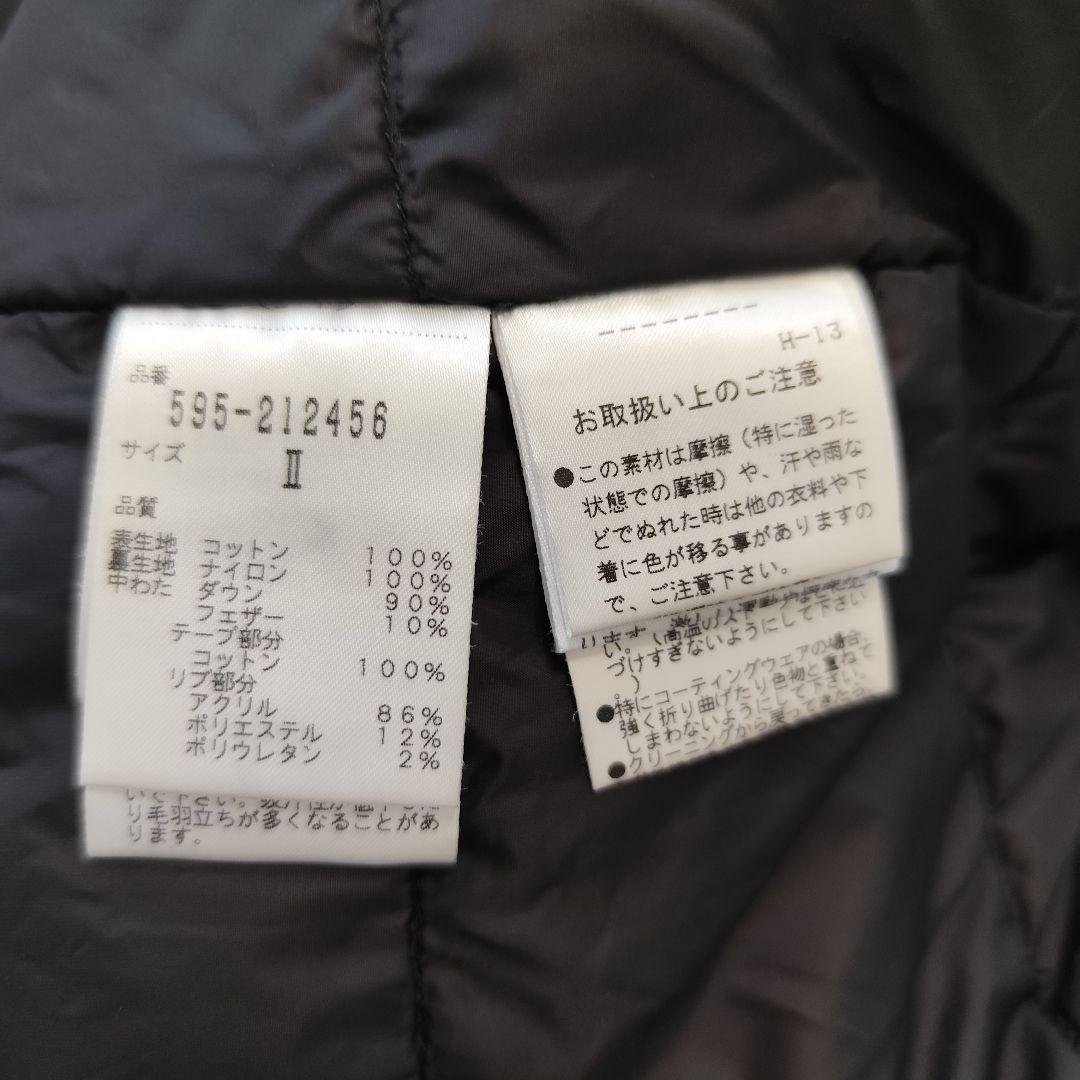 品番
595-212456
サイズ
Ⅱ
品質
表生地 コットン 100%
裏生地 ナイロン 100%
中わた ダウン 90%
フェザー 10%
テープ部分
コットン 100%
リブ部分
アクリル 86%
ポリエステル 12%
ポリウレタン 2%
り毛羽立ちが多くなることがあ
ります。
H-13
お取扱い上のご注意
●この素材は摩擦（特に湿った
状態での摩擦）や、汗や雨な
どでぬれた時は他の衣料や下
着に色が移る事がありますの
で、ご注意下さい。
づけすぎないようにして下さい
。）
●特にコーティングウェアの場合、
強く折り曲げたり色物と重ねて
しまわないようにして下さい。
●クリーニングから戻ってきたら、